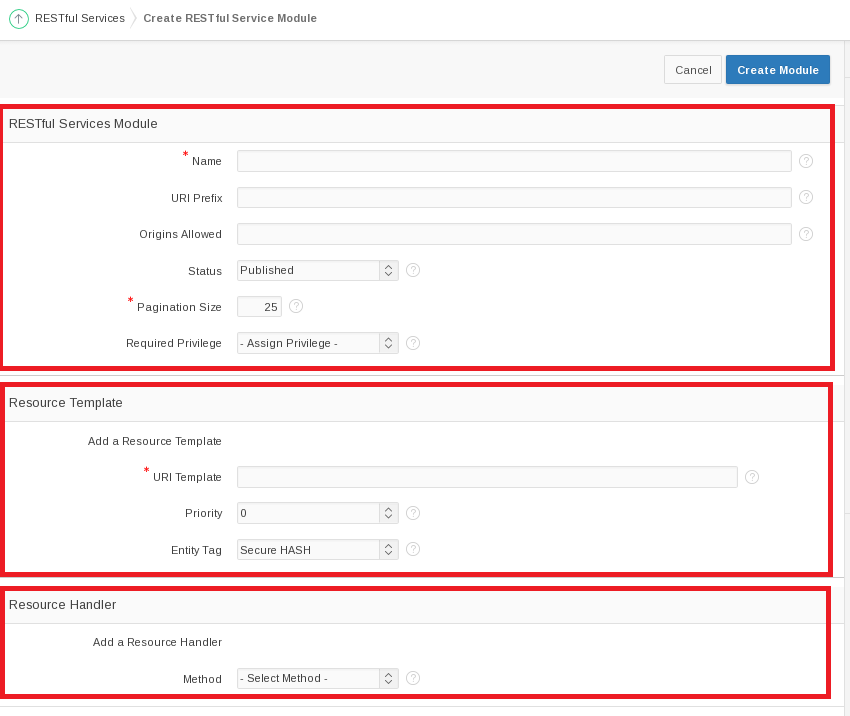 RESTful Services Create RESTful Service Module
Cancel Create Module
RESTful Services Module
* Name ?
URI Prefix ?
Origins Allowed ?
Status Published ?
* Pagination Size 25 ?
Required Privilege - Assign Privilege - ?
Resource Template
Add a Resource Template
* URI Template ?
Priority 0 ?
Entity Tag Secure HASH ?
Resource Handler
Add a Resource Handler
Method - Select Method - ?